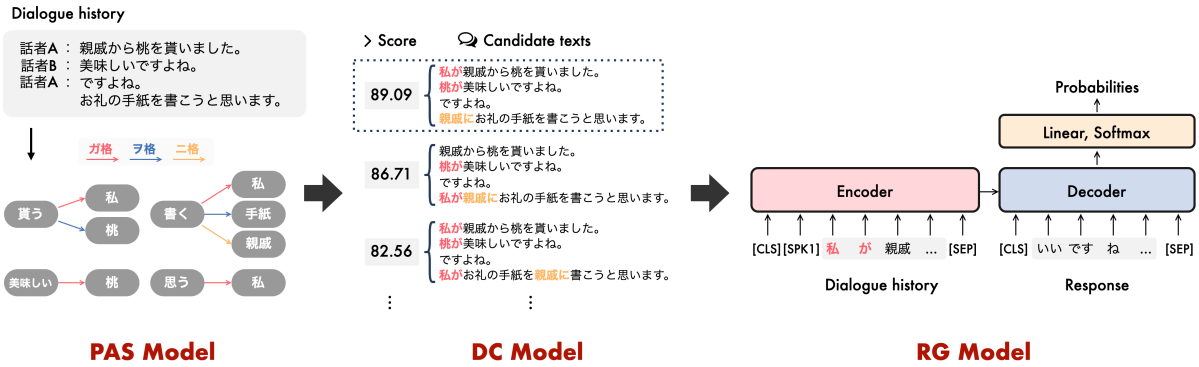 Dialogue history
話者A : 親戚から桃を貰いました。
話者B : 美味しいですよね。
話者A : ですよね。
お礼の手紙を書こうと思います。
ガ格 ヲ格 ニ格
貰う
私
桃
書く
私
手紙
親戚
美味しい
桃
思う
私
PAS Model
Score
Candidate texts
89.09
私が親戚から桃を貰いました。
桃が美味しいですよね。
ですよね。
親戚にお礼の手紙を書こうと思います。
86.71
親戚から桃を貰いました。
桃が美味しいですよね。
ですよね。
私が親戚にお礼の手紙を書こうと思います。
82.56
私が親戚から桃を貰いました。
桃が美味しいですよね。
ですよね。
私がお礼の手紙を親戚に書こうと思います。
⋮ ⋮
DC Model
Probabilities
Linear, Softmax
Encoder
Decoder
[CLS] [SPK1] 私 が 親戚 ... [SEP]
[CLS] いい です ね ... [SEP]
Dialogue history
Response
RG Model